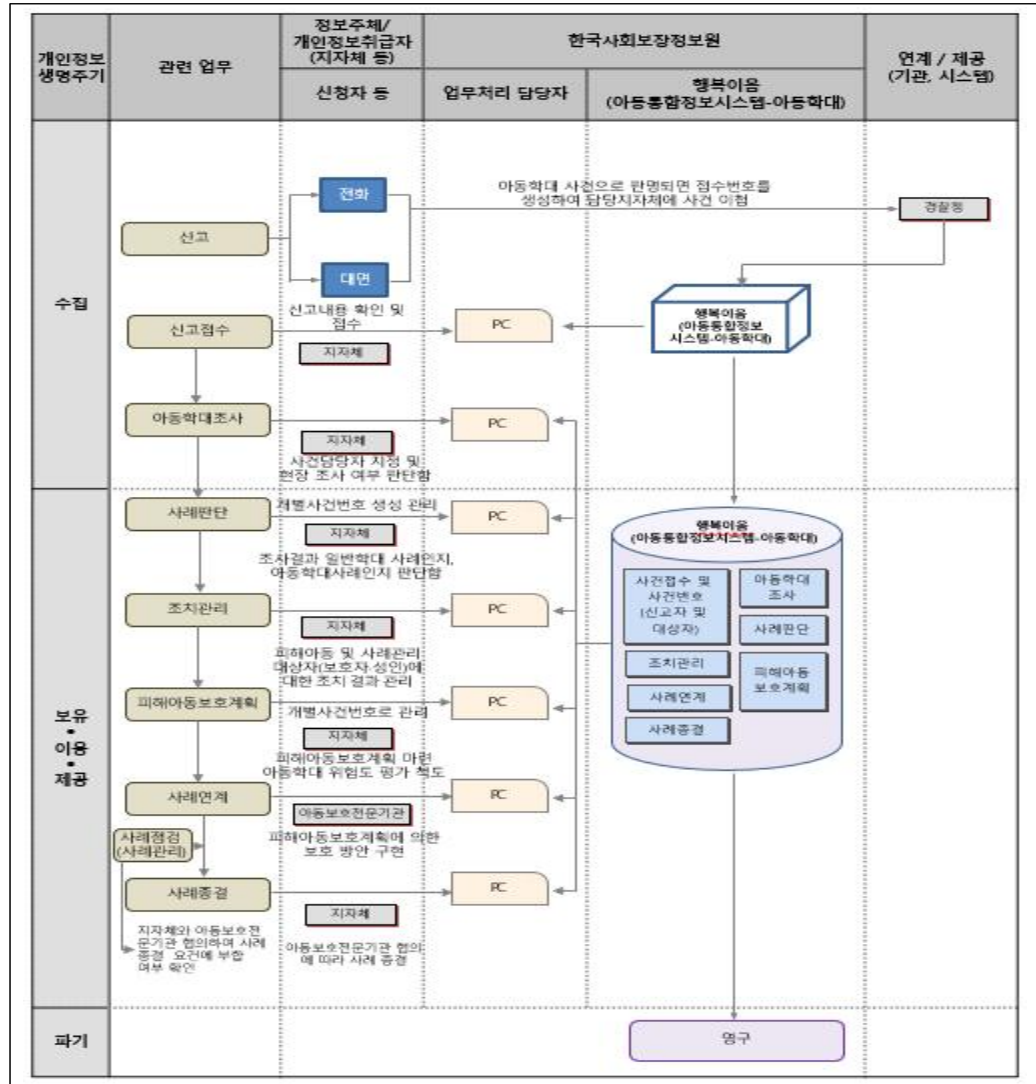 개인정보
생명주기
관련 업무
정보주체/
개인정보취급자
(지자체 등)
신청자 등
한국사회보장정보원
업무처리 담당자
행복이음
(아동통합정보시스템-아동학대)
연계 / 제공
(기관, 시스템)
수집
신고
전화
대면
아동학대 사건으로 판명되면 접수번호를
생성하여 담당지자체에 사건 이첩
경찰청
신고내용 확인 및
접수
신고접수
지자체
PC
행복이음
(아동통합정보
시스템-아동학대)
아동학대조사
지자체
PC
사건담당자 지정 및
현장 조사 여부 판단함
보유
•
이용
•
제공
사례판단
개별사건번호 생성 관리
지자체
PC
조사결과 일반학대 사례인지,
아동학대사례인지 판단함
행복이음
(아동통합정보시스템-아동학대)
사건접수 및
사건번호
(신고자 및
대상자)
아동학대
조사
사례판단
조치관리
피해아동
보호계획
사례연계
사례종결
조치관리
지자체
PC
피해아동 및 사례관리
대상자(보호자·성인)에
대한 조치 결과 관리
피해아동보호계획
개별사건번호로 관리
지자체
PC
피해아동보호계획 마련
아동학대 위험도 평가 척도
사례연계
아동보호전문기관
PC
피해아동보호계획에 의한
보호 방안 구현
사례점검
(사례관리)
사례종결
지자체
PC
지자체와 아동보호전
문기관 협의하며 사례
종결 요건에 부합
여부 확인
아동보호전문기관 협의
에 따라 사례 종결
파기
영구